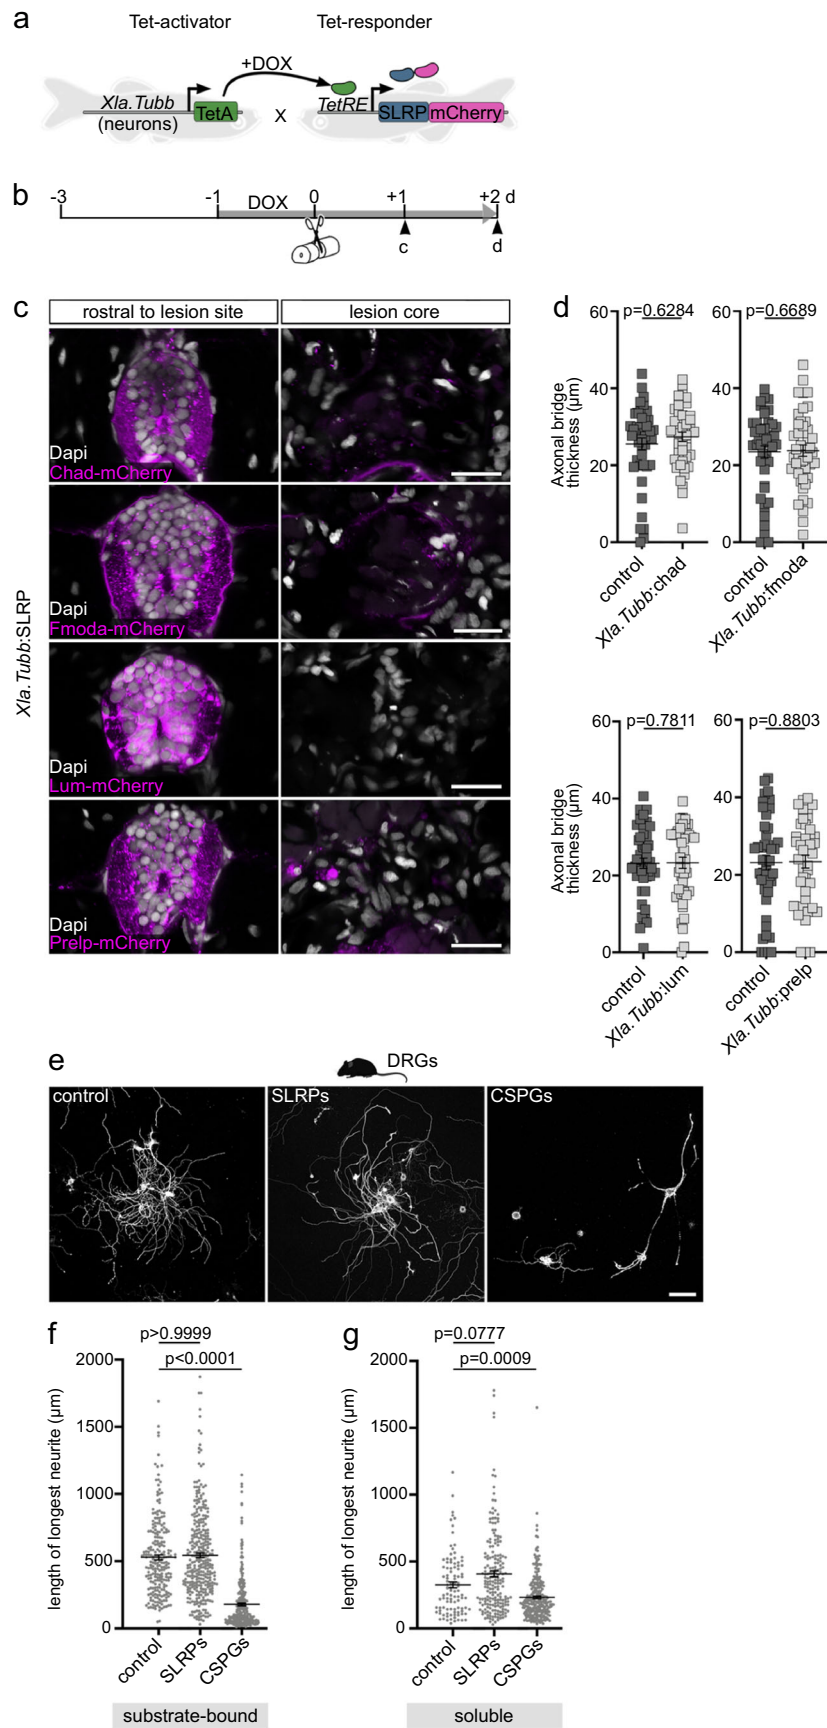 a
Tet-activator
Tet-responder
+DOX
Xla.Tubb
(neurons)
TetA
X
TetRE
SLRP
mCherry
b
-3
-1
DOX
0
+1
+2 d
c
d
c
rostral to lesion site
lesion core
Xla.Tubb:SLRP
Dapi
Chad-mCherry
Dapi
Fmoda-mCherry
Dapi
Lum-mCherry
Dapi
Prelp-mCherry
d
p=0.6284
60
40
20
0
Axonal bridge
thickness (µm)
control
Xla.Tubb:chad
p=0.6689
60
40
20
0
control
Xla.Tubb:fmoda
p=0.7811
60
40
20
0
Axonal bridge
thickness (µm)
control
Xla.Tubb:lum
p=0.8803
60
40
20
0
control
Xla.Tubb:prelp
e
DRGs
control
SLRPs
CSPGs
f
p>0.9999
p<0.0001
2000
1500
1000
500
0
length of longest neurite (µm)
control
SLRPs
CSPGs
substrate-bound
g
p=0.0777
p=0.0009
2000
1500
1000
500
0
length of longest neurite (µm)
control
SLRPs
CSPGs
soluble